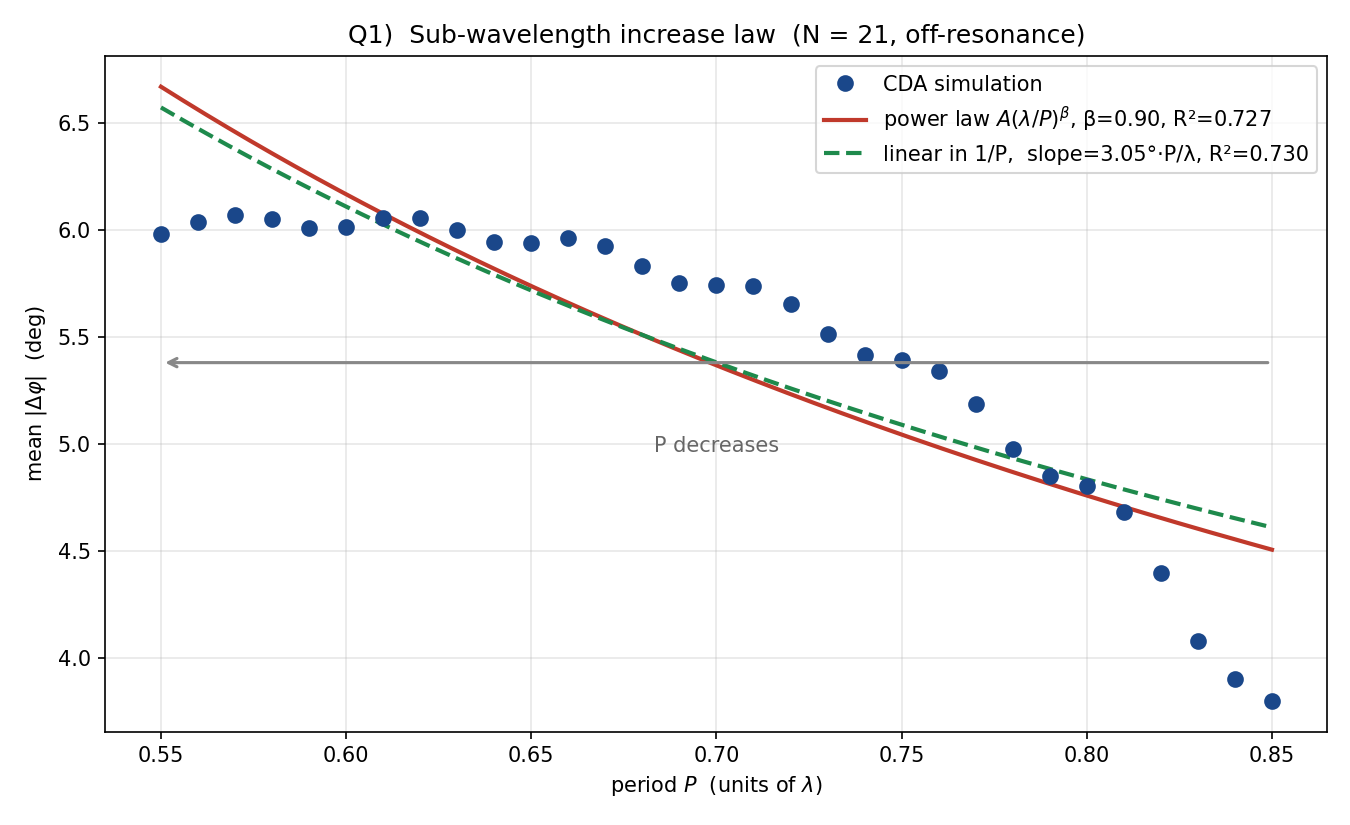 Q1)  Sub-wavelength increase law  (N = 21, off-resonance)
CDA simulation
power law A(λ/P)^β, β=0.90, R²=0.727
linear in 1/P,  slope=3.05°·P/λ, R²=0.730
mean |Δφ|  (deg)
6.5
6.0
5.5
5.0
4.5
4.0
P decreases
0.55 0.60 0.65 0.70 0.75 0.80 0.85
period P  (units of λ)